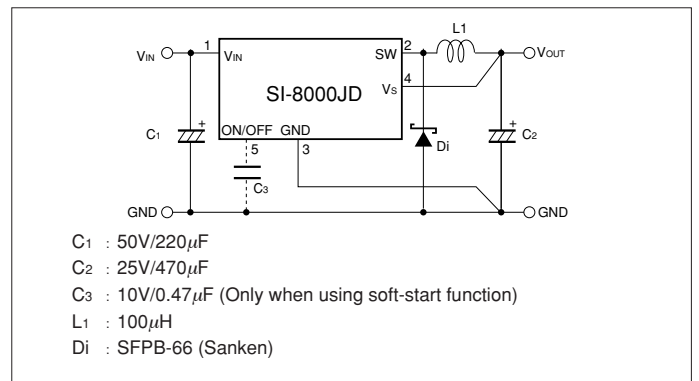 L1
VIN 1 VIN SW 2 VOUT
VS 4
SI-8000JD
C1 + ON/OFF GND Di + C2
5 3
C3
GND GND
C1 : 50V/220µF
C2 : 25V/470µF
C3 : 10V/0.47µF (Only when using soft-start function)
L1 : 100µH
Di : SFPB-66 (Sanken)